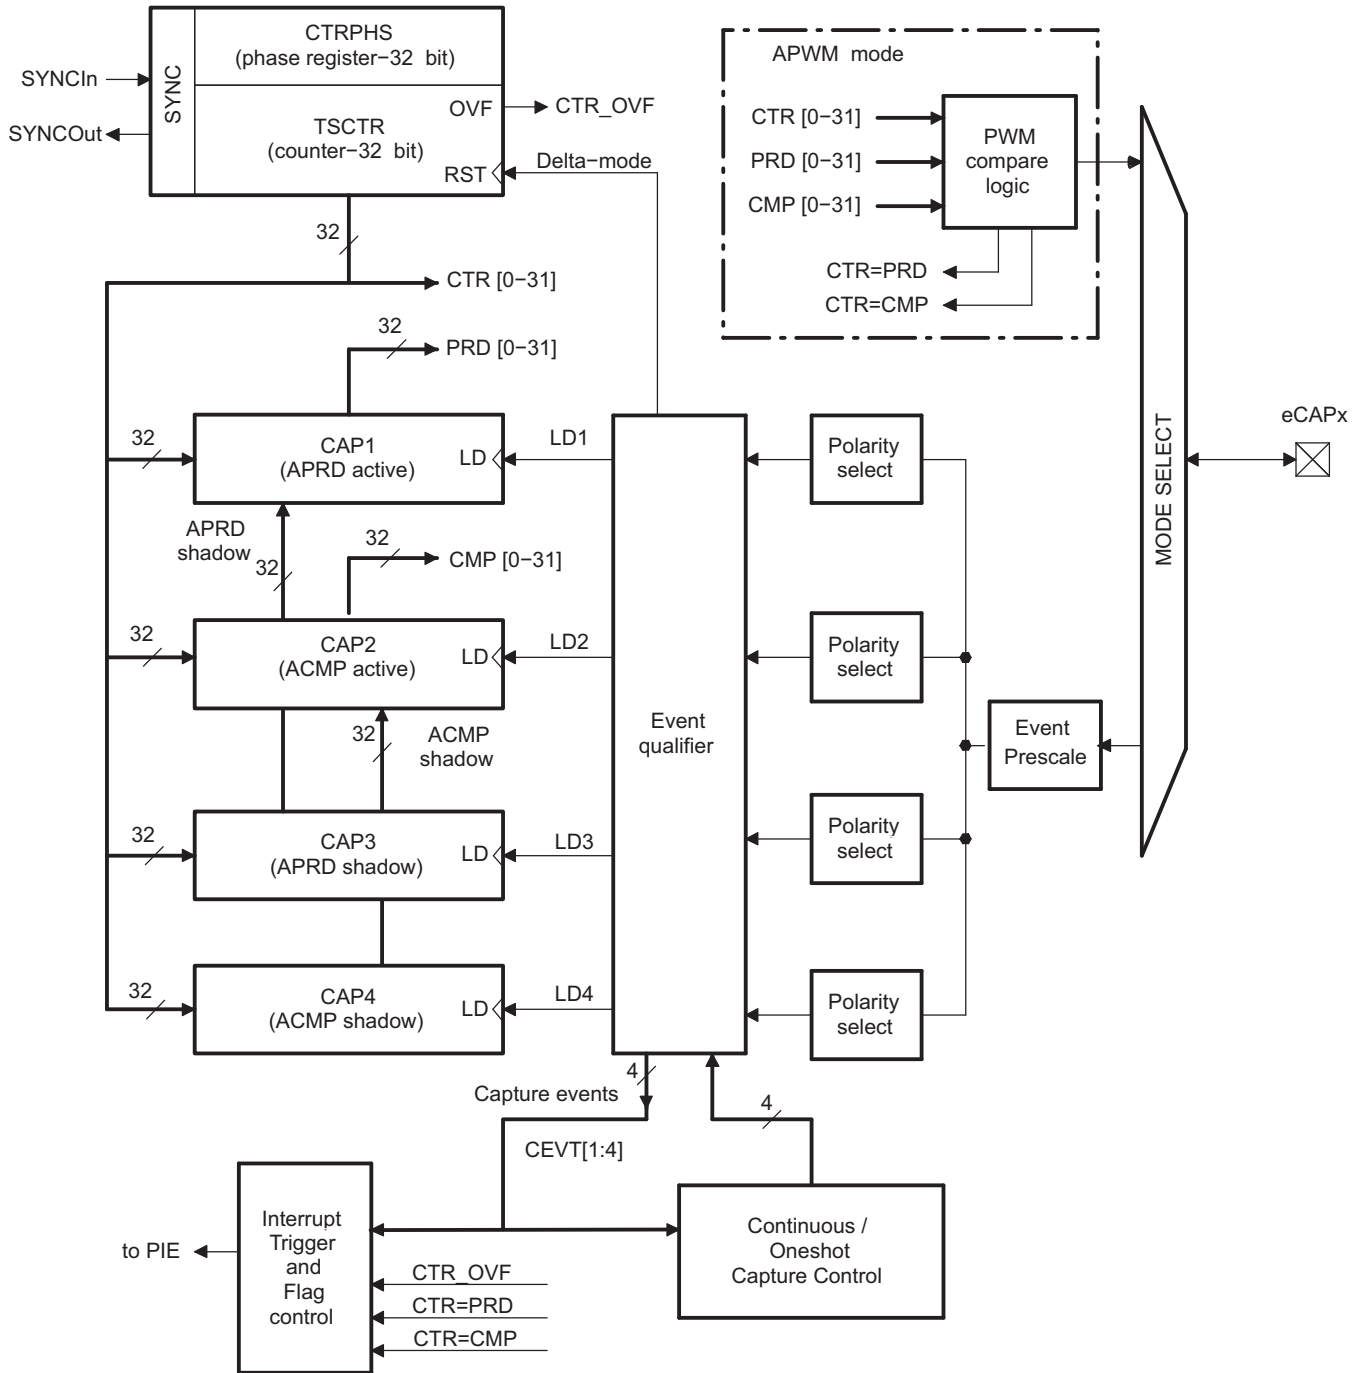 CTRPHS
(phase register−32 bit)
APWM mode
SYNCIn
SYNC
OVF
CTR_OVF
SYNCOut
TSCTR
(counter−32 bit)
RST
Delta−mode
CTR [0−31]
PRD [0−31]
CMP [0−31]
PWM
compare
logic
CTR=PRD
CTR=CMP
32
CTR [0−31]
32
PRD [0−31]
32
CAP1
(APRD active)
LD
LD1
Polarity
select
eCAPx
MODE SELECT
APRD
shadow
32
32
CMP [0−31]
32
CAP2
(ACMP active)
LD
LD2
Polarity
select
32
ACMP
shadow
Event
qualifier
Event
Prescale
32
CAP3
(APRD shadow)
LD
LD3
Polarity
select
32
CAP4
(ACMP shadow)
LD
LD4
Polarity
select
4
Capture events
4
CEVT[1:4]
to PIE
Interrupt
Trigger
and
Flag
control
Continuous /
Oneshot
Capture Control
CTR_OVF
CTR=PRD
CTR=CMP